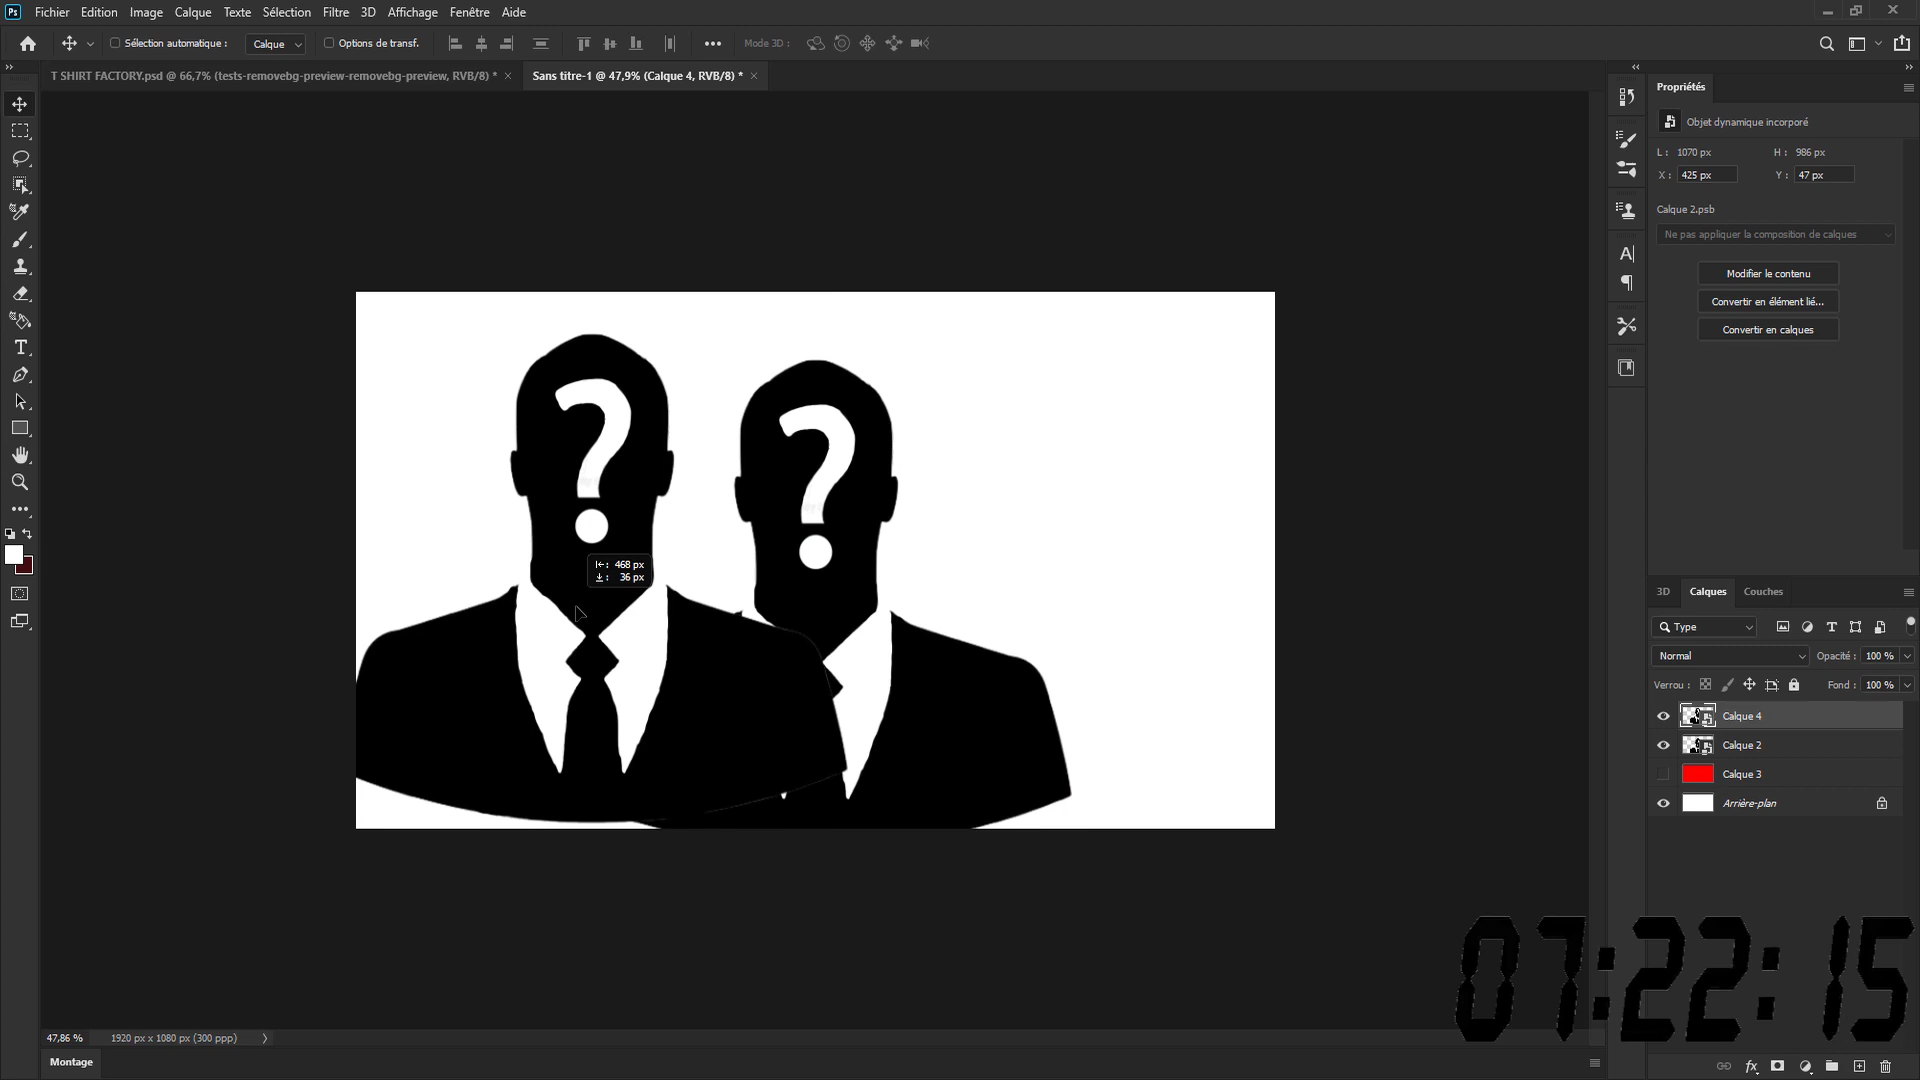 Ps Fichier Edition Image Calque Texte Sélection Filtre 3D Affichage Fenêtre Aide
Sélection automatique : Calque Options de transf. Mode 3D :
T SHIRT FACTORY.psd @ 66,7% (tests-removebg-preview-removebg-preview, RVB/8) * Sans titre-1 @ 47,9% (Calque 4, RVB/8) *
Propriétés
Objet dynamique incorporé
L : 1070 px H : 986 px
X : 425 px Y : 47 px
Calque 2.psb
Ne pas appliquer la composition de calques
Modifier le contenu
Convertir en élément lié...
Convertir en calques
? ?
468 px
36 px
3D Calques Couches
Type
Normal Opacité : 100 %
Verrou : Fond : 100 %
Calque 4
Calque 2
Calque 3
Arrière-plan
07:22:15
47,86 % 1920 px x 1080 px (300 ppp)
Montage
fx